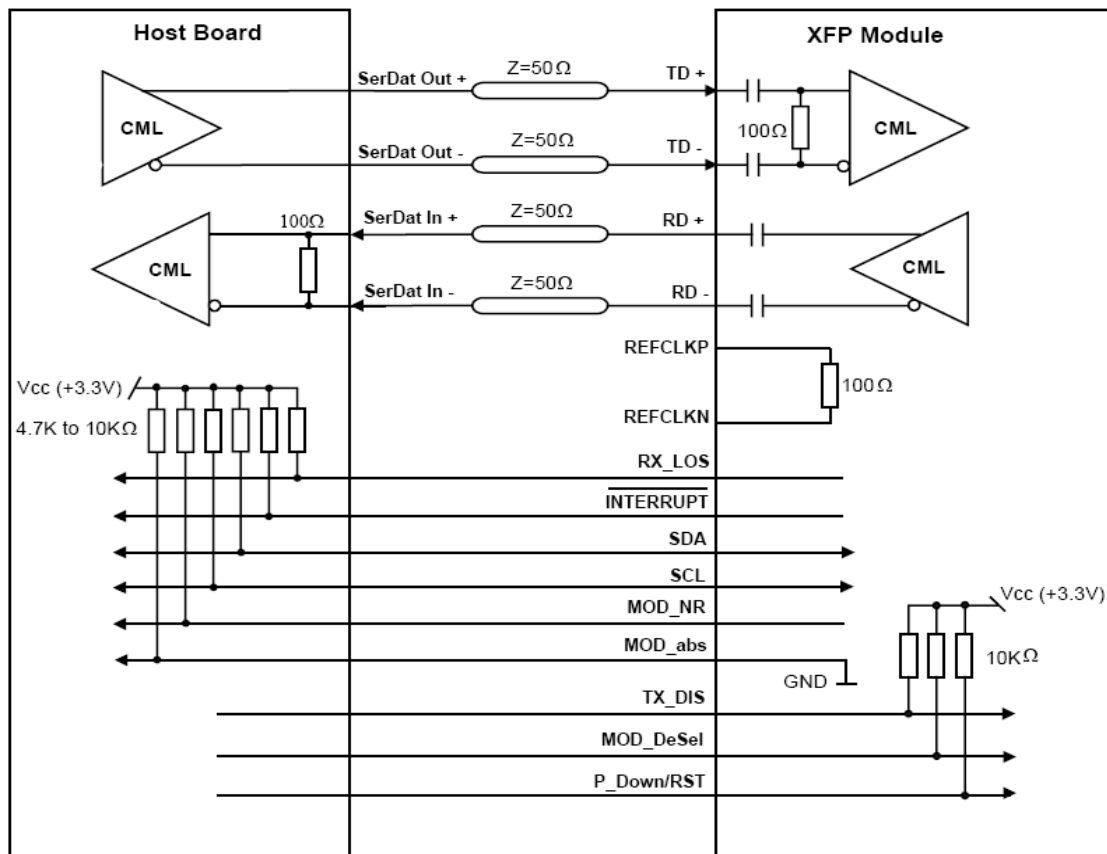 Host Board
XFP Module
SerDat Out +
Z=50Ω
TD +
CML
100Ω
CML
SerDat Out -
Z=50Ω
TD -
100Ω
SerDat In +
Z=50Ω
RD +
CML
CML
SerDat In -
Z=50Ω
RD -
REFCLKP
Vcc (+3.3V)
100Ω
4.7K to 10KΩ
REFCLKN
RX_LOS
INTERRUPT
SDA
SCL
Vcc (+3.3V)
MOD_NR
MOD_abs
10KΩ
GND
TX_DIS
MOD_DeSel
P_Down/RST